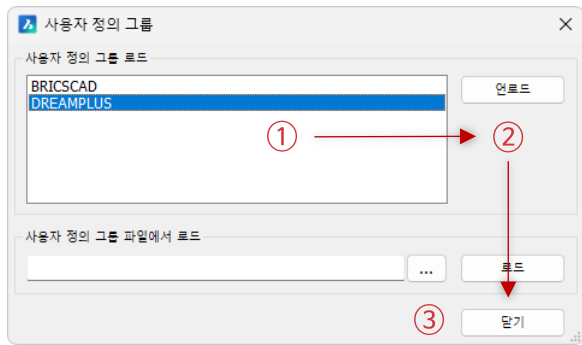 사용자 정의 그룹
사용자 정의 그룹 로드
BRICSCAD
DREAMPLUS
언로드
① ②
사용자 정의 그룹 파일에서 로드
... 로드
③ 닫기